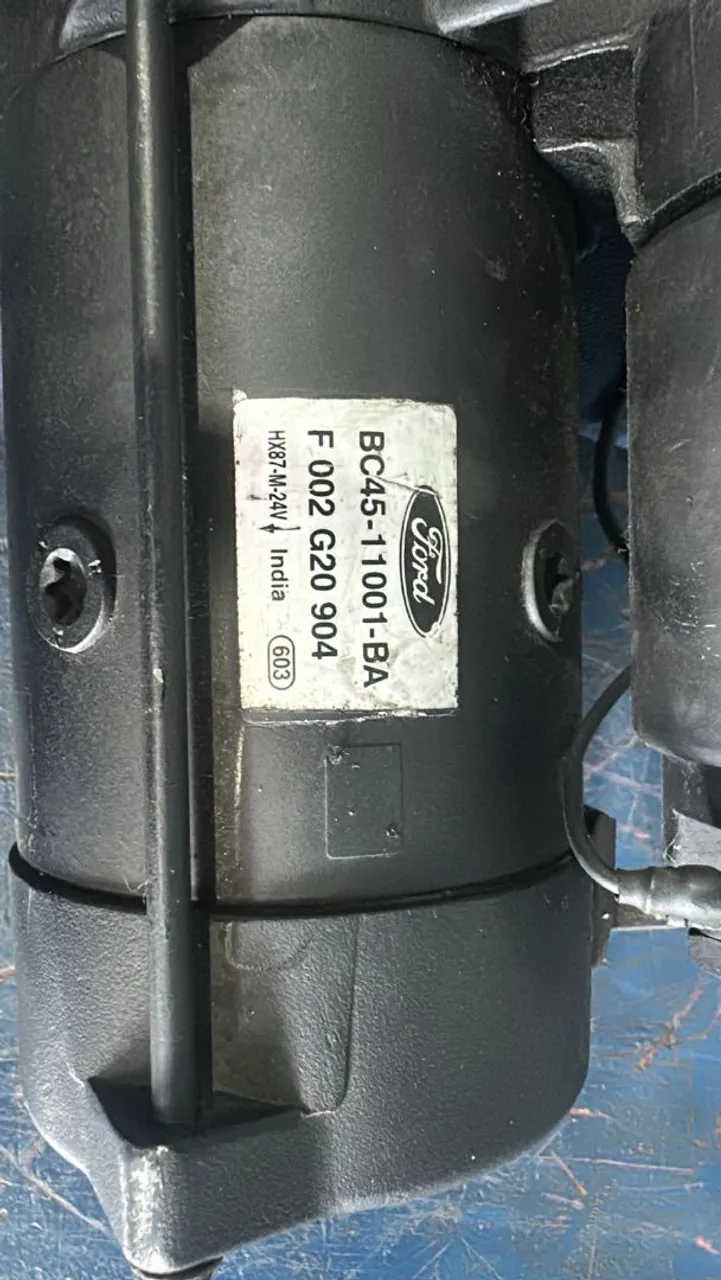 Ford
BC45-11001-BA
F 002 G20 904
HX87-M-24V India 603